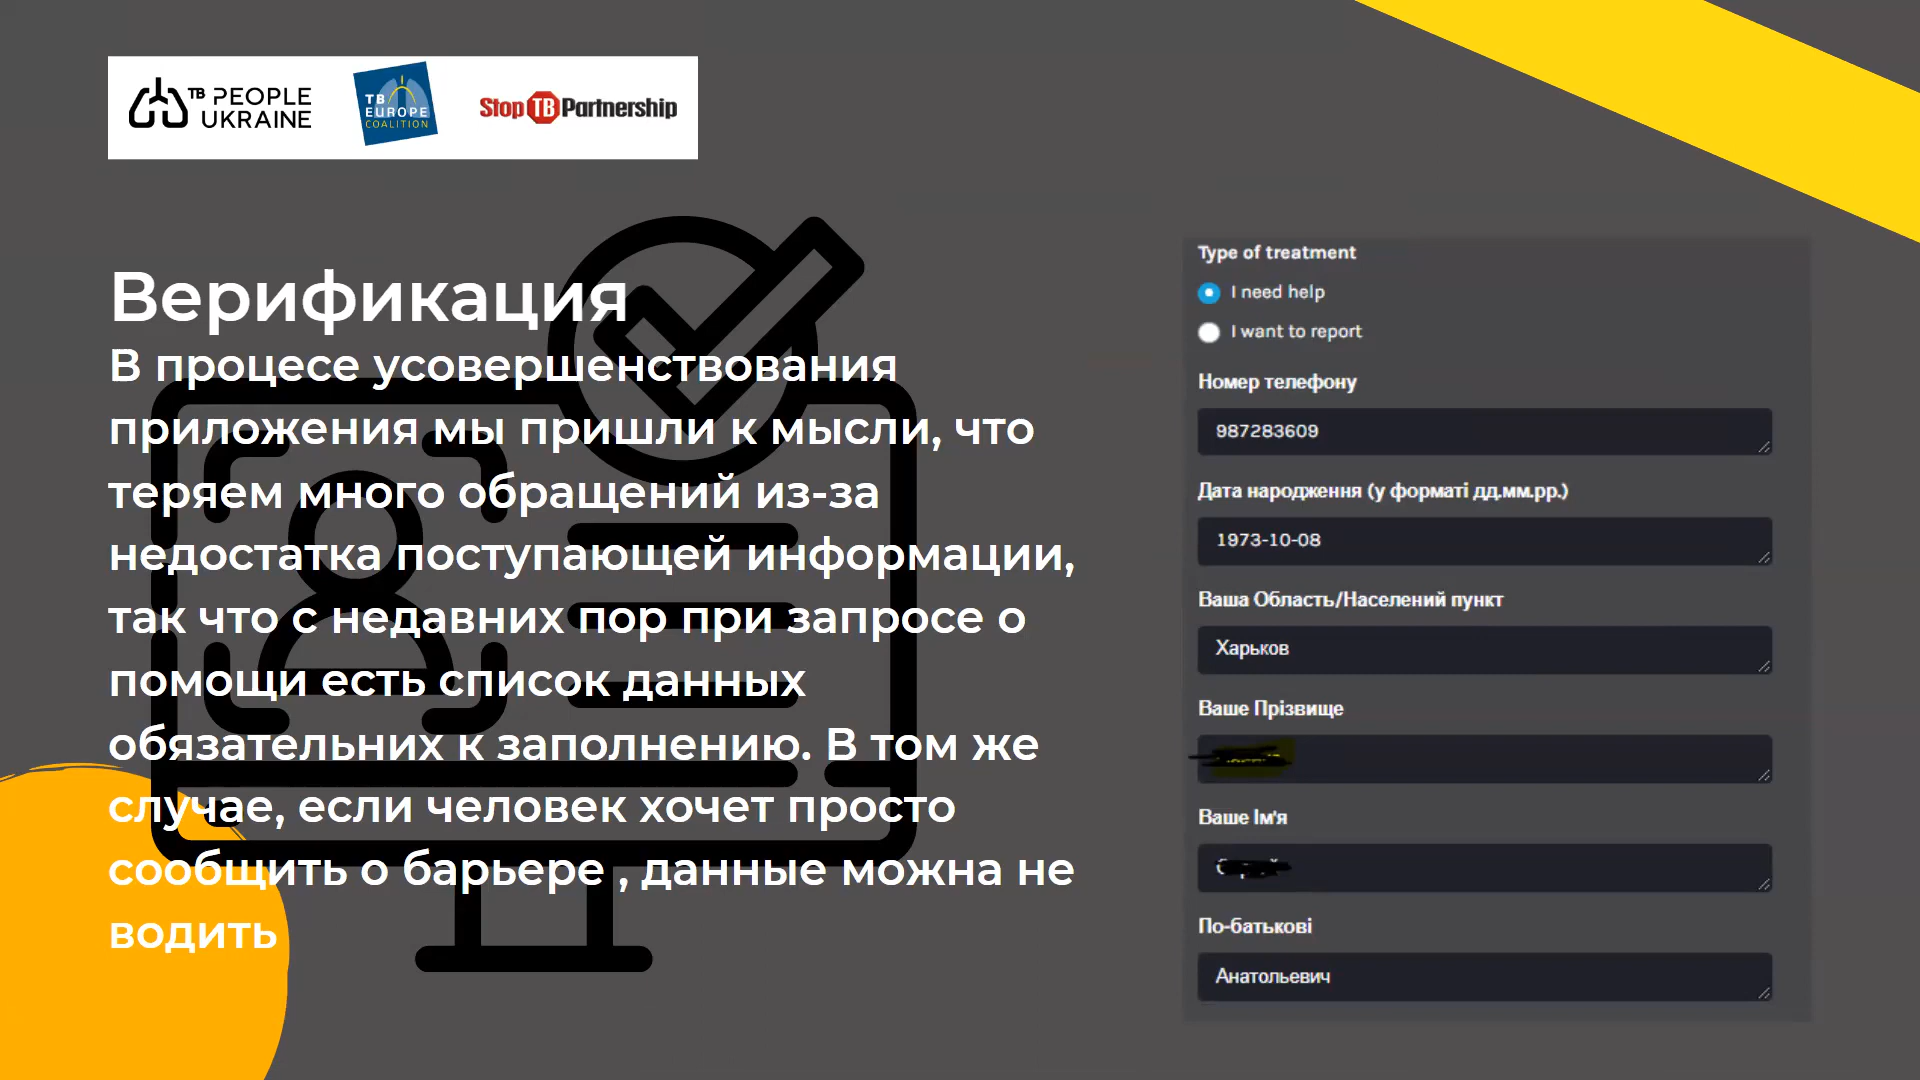 TB PEOPLE
UKRAINE
TB
EUROPE
COALITION
Stop TB Partnership
Верификация
В процесе усовершенствования
приложения мы пришли к мысли, что
теряем много обращений из-за
недостатка поступающей информации,
так что с недавних пор при запросе о
помощи есть список данных
обязательних к заполнению. В том же
случае, если человек хочет просто
сообщить о барьере , данные можна не
водить
Type of treatment
I need help
I want to report
Номер телефону
987283609
Дата народження (у форматі дд.мм.рр.)
1973-10-08
Ваша Область/Населений пункт
Харьков
Ваше Прізвище
Ваше Ім'я
По-батькові
Анатольевич